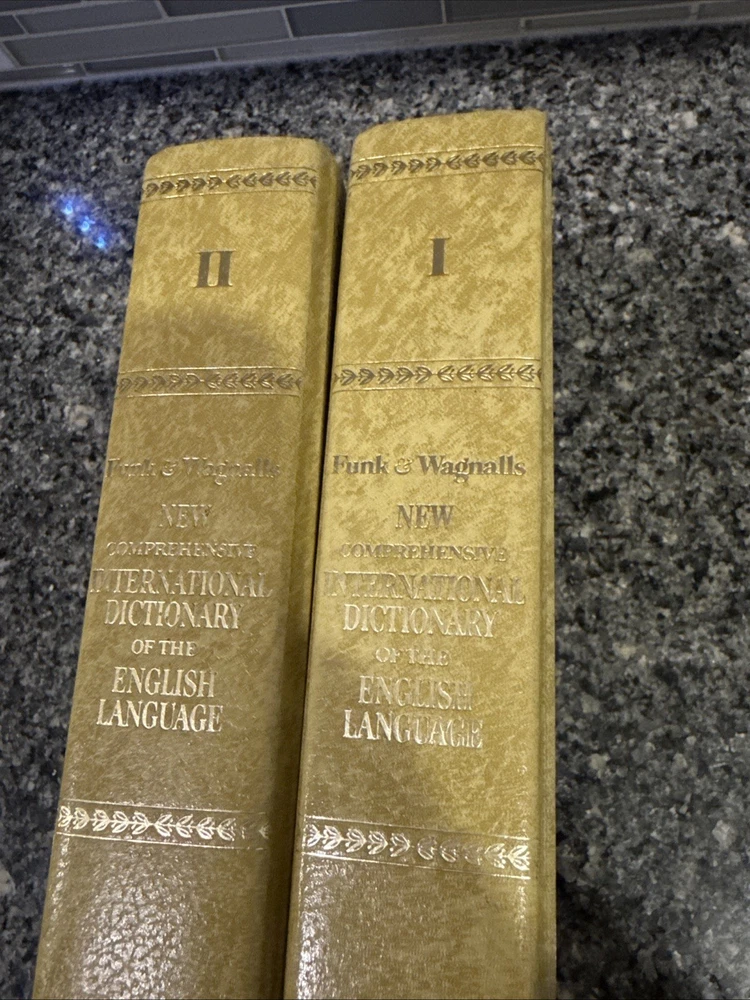 II
Funk & Wagnalls
NEW
COMPREHENSIVE
INTERNATIONAL
DICTIONARY
OF THE
ENGLISH
LANGUAGE
I
Funk & Wagnalls
NEW
COMPREHENSIVE
INTERNATIONAL
DICTIONARY
OF THE
ENGLISH
LANGUAGE